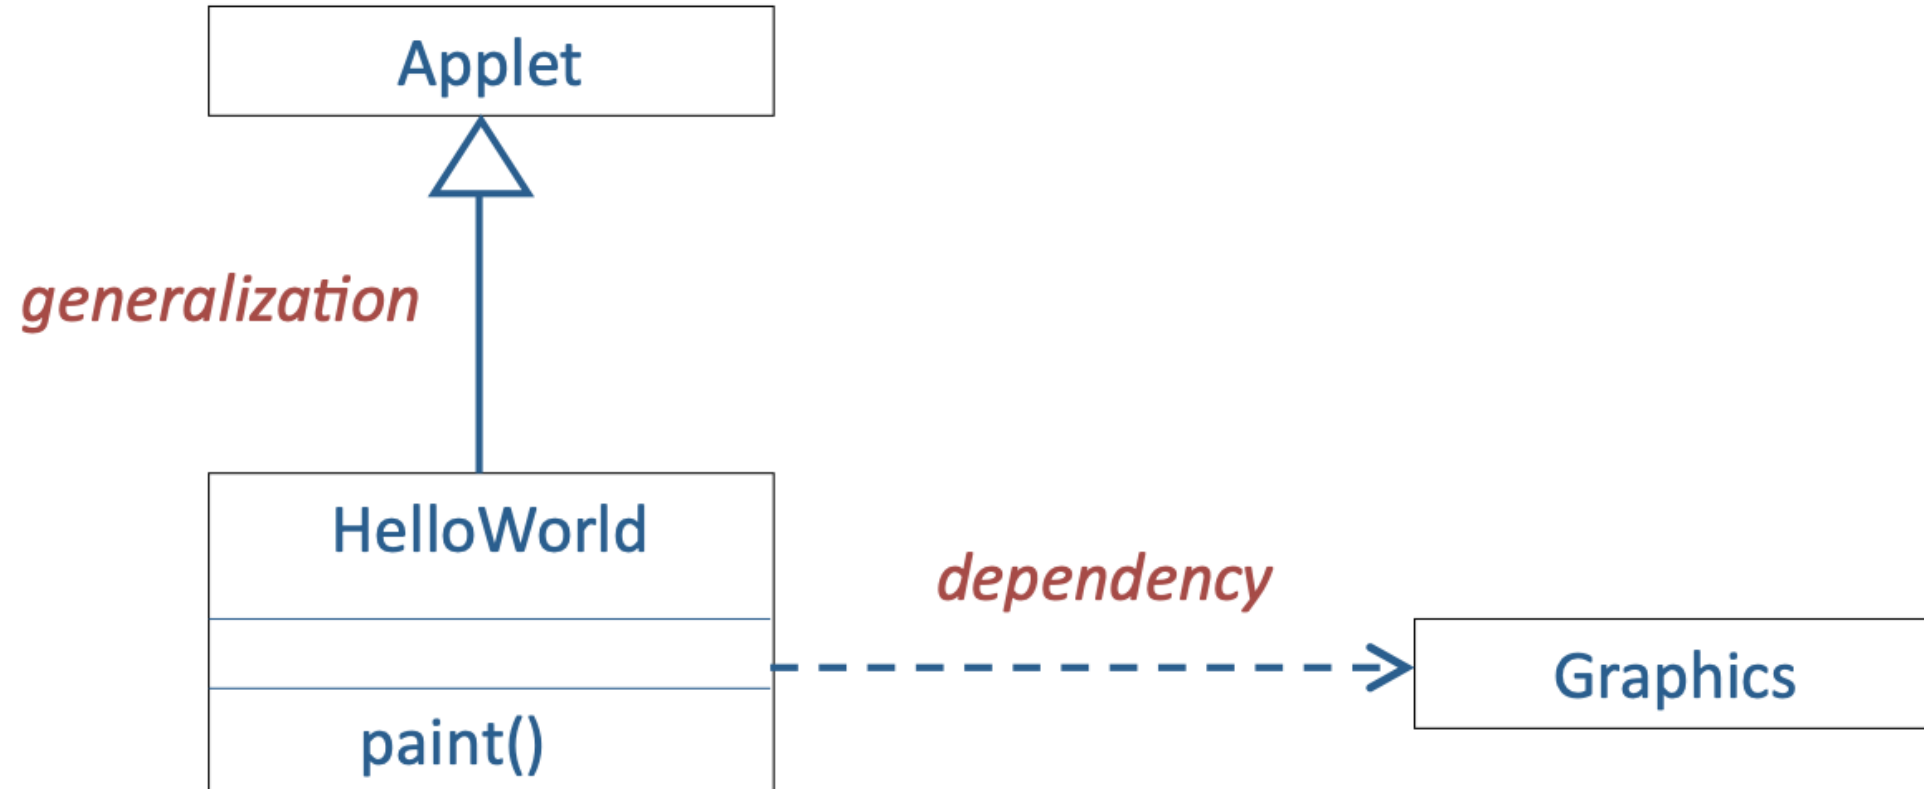 Applet
generalization
HelloWorld
dependency
Graphics
paint()